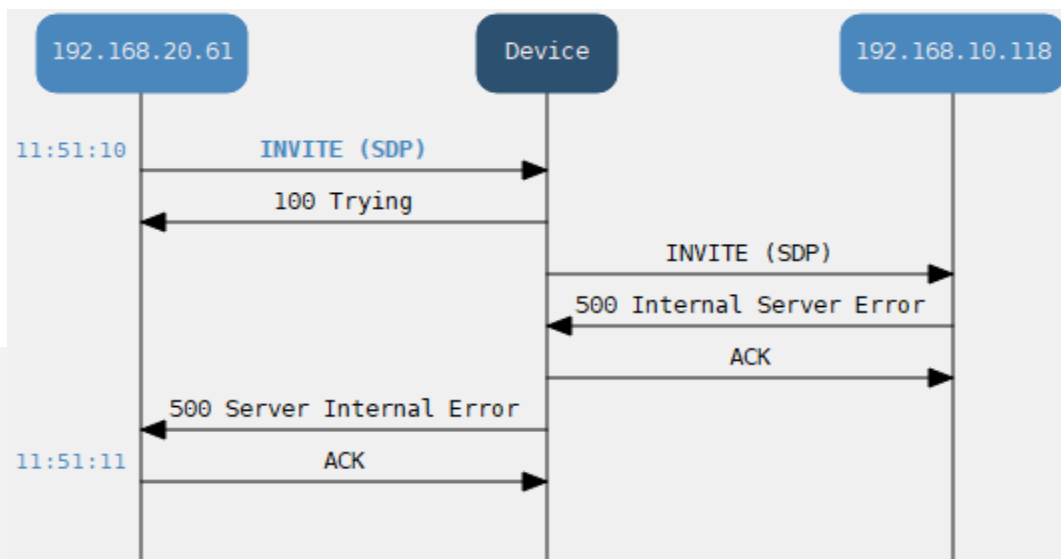 192.168.20.61 Device 192.168.10.118
11:51:10 INVITE (SDP)
100 Trying
INVITE (SDP)
500 Internal Server Error
ACK
500 Server Internal Error
11:51:11 ACK